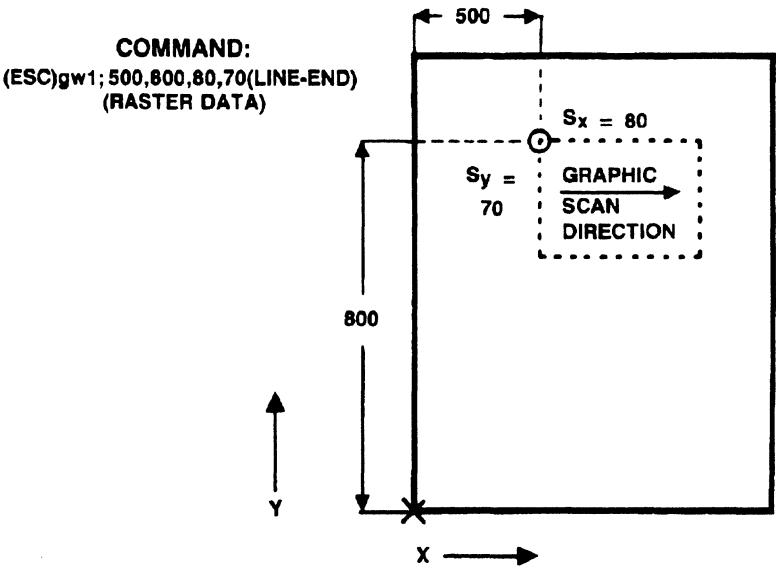 500
COMMAND:
(ESC)gw1; 500,800,80,70(LINE-END)
(RASTER DATA)
Sx = 80
Sy =
70
GRAPHIC
SCAN
DIRECTION
800
Y
X